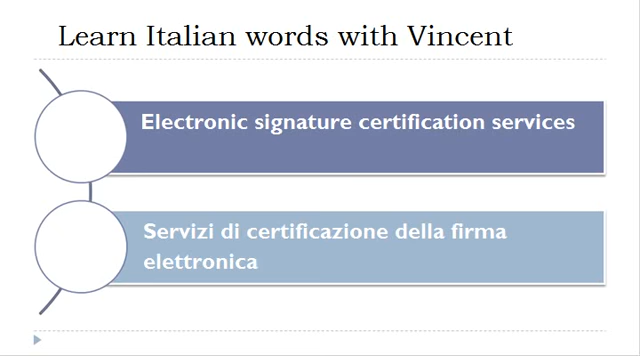 Learn Italian words with Vincent
Electronic signature certification services
Servizi di certificazione della firma
elettronica